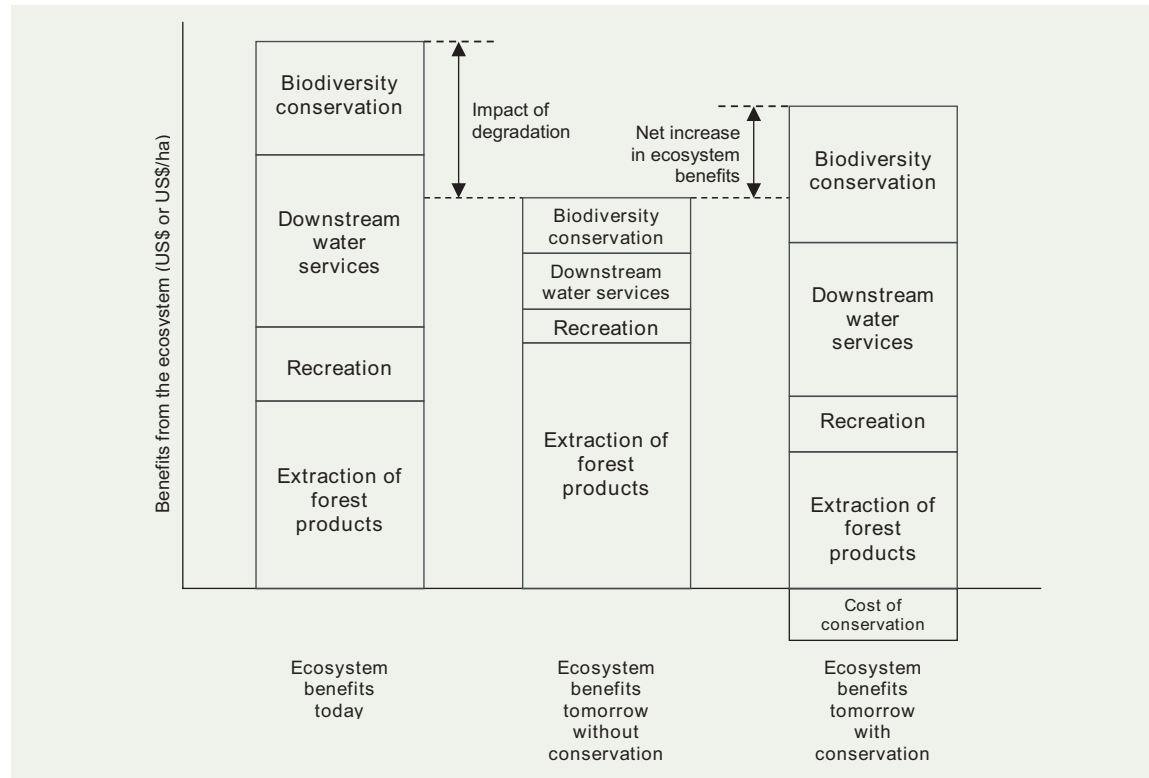 Benefits from the ecosystem (US$ or US$/ha)
Biodiversity
conservation
Downstream
water
services
Recreation
Extraction of
forest
products
Impact of
degradation
Biodiversity
conservation
Downstream
water services
Recreation
Extraction of
forest
products
Net increase
in ecosystem
benefits
Biodiversity
conservation
Downstream
water
services
Recreation
Extraction of
forest
products
Cost of
conservation
Ecosystem
benefits
today
Ecosystem
benefits
tomorrow
without
conservation
Ecosystem
benefits
tomorrow
with
conservation